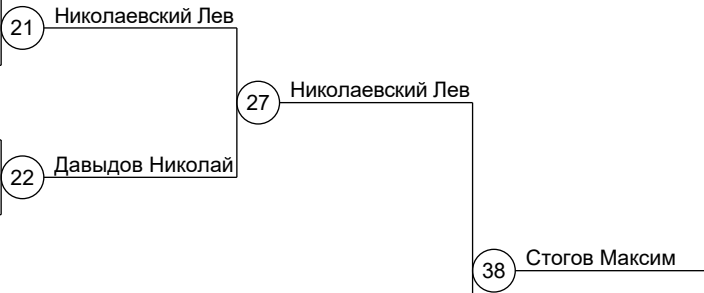 21 Николаевский Лев
27 Николаевский Лев
22 Давыдов Николай
38 Стогов Максим